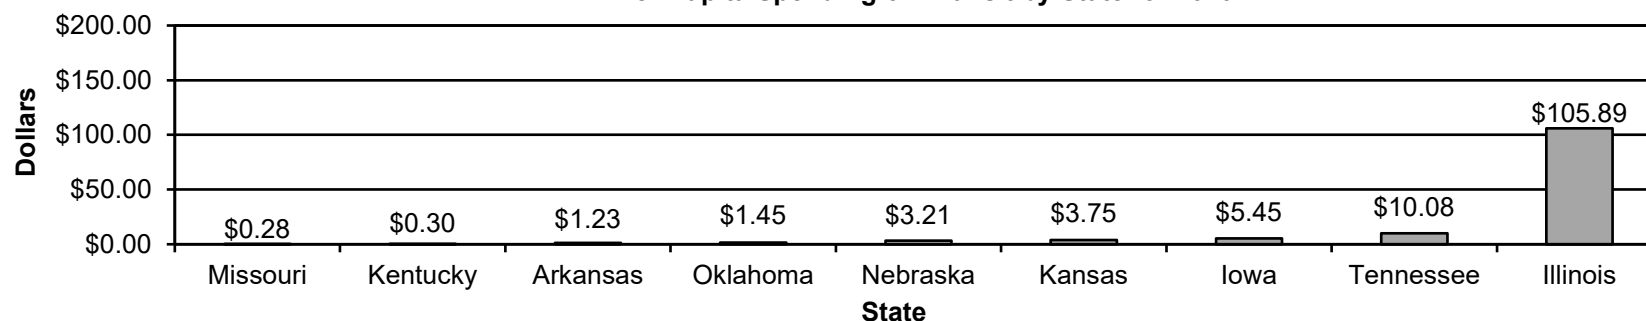 $200.00
$150.00
$100.00
$50.00
$0.00
Dollars
$0.28
$0.30
$1.23
$1.45
$3.21
$3.75
$5.45
$10.08
$105.89
Missouri
Kentucky
Arkansas
Oklahoma
Nebraska
Kansas
Iowa
Tennessee
Illinois
State